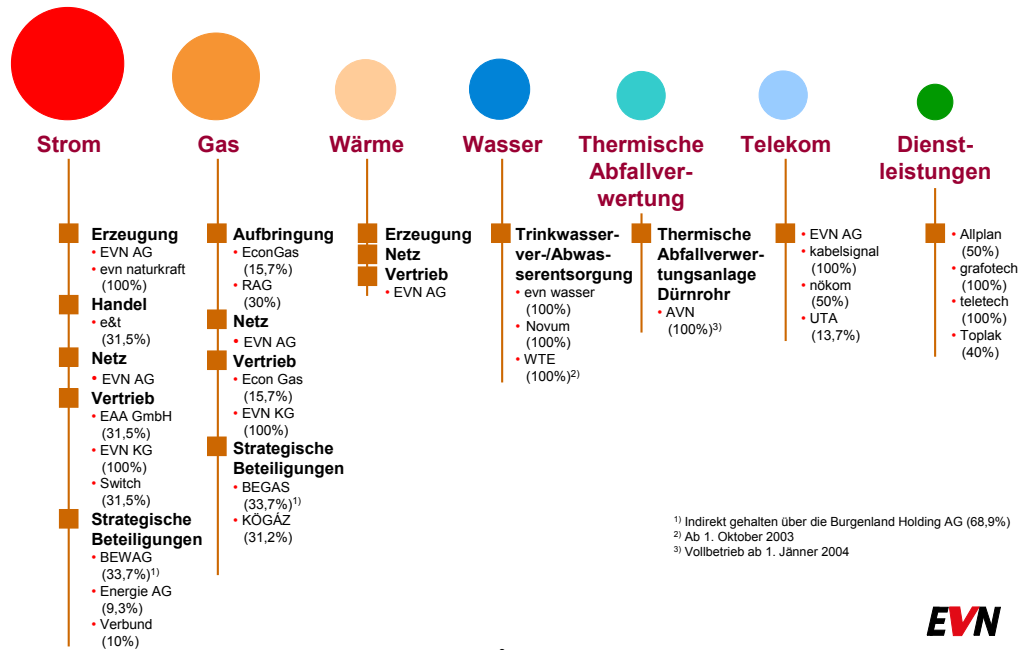 Strom
Erzeugung
• EVN AG
• evn naturkraft
(100%)
Handel
• e&t
(31,5%)
Netz
• EVN AG
Vertrieb
• EAA GmbH
(31,5%)
• EVN KG
(100%)
• Switch
(31,5%)
Strategische
Beteiligungen
• BEWAG
(33,7%)1)
• Energie AG
(9,3%)
• Verbund
(10%)
Gas
Aufbringung
• EconGas
(15,7%)
• RAG
(30%)
Netz
• EVN AG
Vertrieb
• Econ Gas
(15,7%)
• EVN KG
(100%)
Strategische
Beteiligungen
• BEGAS
(33,7%)1)
• KÖGÁZ
(31,2%)
Wärme
Erzeugung
Netz
Vertrieb
• EVN AG
Wasser
Trinkwasser
ver-/Abwas-
serentsorgung
• evn wasser
(100%)
• Novum
(100%)
• WTE
(100%)2)
Thermische
Abfallver-
wertung
Thermische
Abfallverwer-
tungsanlage
Dürnrohr
• AVN
(100%)3)
Telekom
• EVN AG
• kabelsignal
(100%)
• nökom
(50%)
• UTA
(13,7%)
Dienst-
leistungen
• Allplan
(50%)
• grafotech
(100%)
• teletech
(100%)
• Toplak
(40%)
1) Indirekt gehalten über die Burgenland Holding AG (68,9%)
2) Ab 1. Oktober 2003
3) Vollbetrieb ab 1. Jänner 2004
EVN